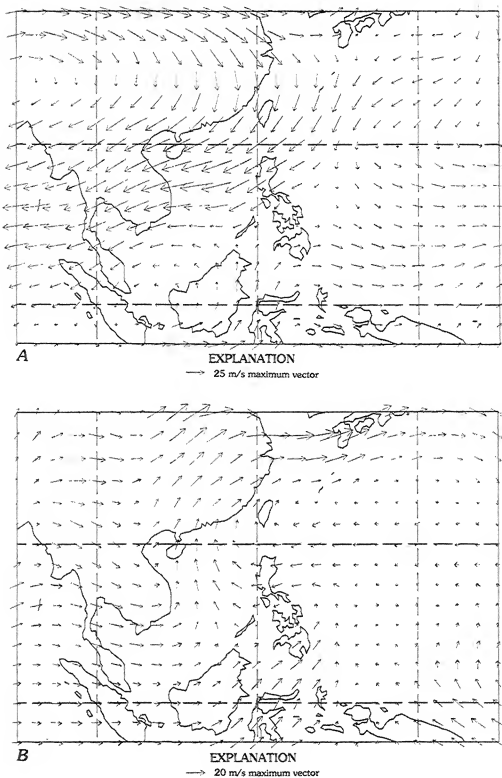 A
EXPLANATION
25 m/s maximum vector
B
EXPLANATION
20 m/s maximum vector